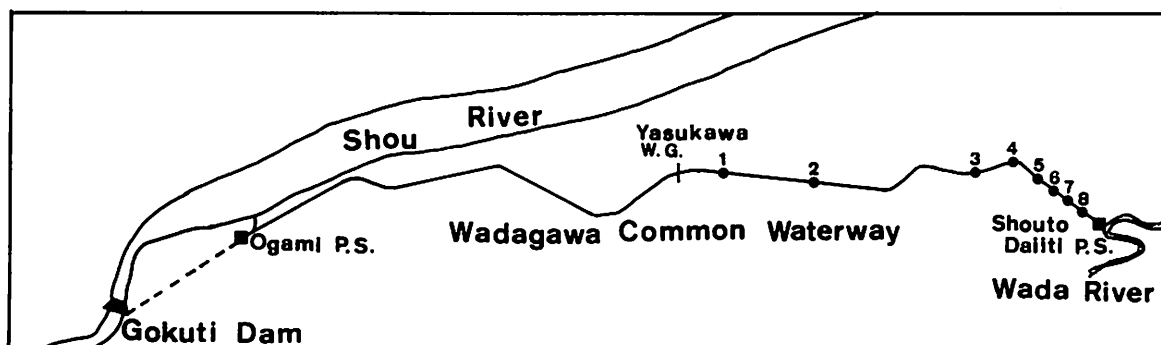 Shou River
Yasukawa
W. G.
1
2
3
4
5
6
7
8
Ogami P.S.
Wadagawa Common Waterway
Shouto
Daiiti P.S.
Wada River
Gokuti Dam